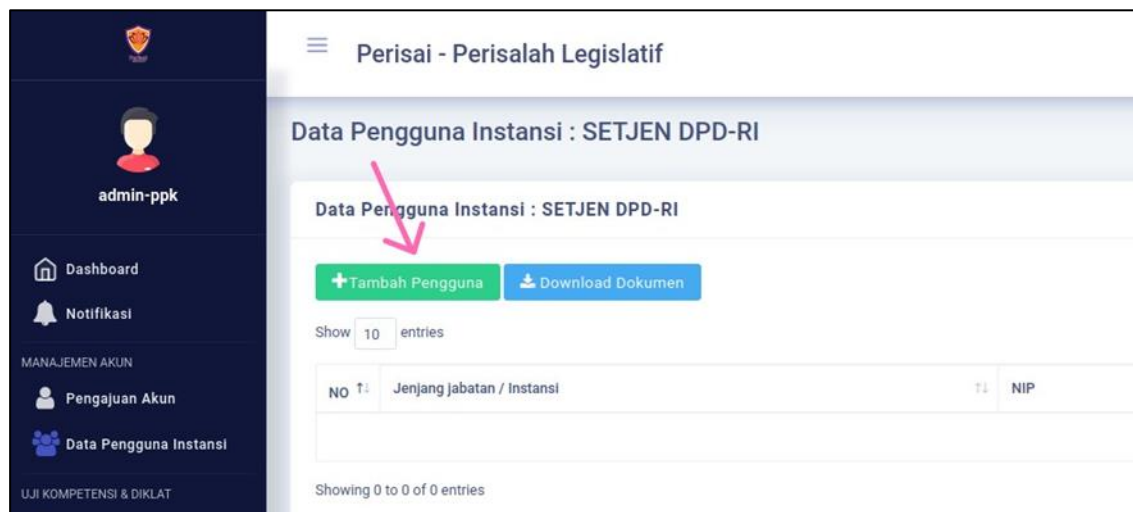 Perisai - Perisalah Legislatif
admin-ppk
Dashboard
Notifikasi
MANAJEMEN AKUN
Pengajuan Akun
Data Pengguna Instansi
UJI KOMPETENSI & DIKLAT
Data Pengguna Instansi : SETJEN DPD-RI
Data Pengguna Instansi : SETJEN DPD-RI
+Tambah Pengguna
Download Dokumen
Show 10 entries
NO Jenjang jabatan / Instansi NIP
Showing 0 to 0 of 0 entries